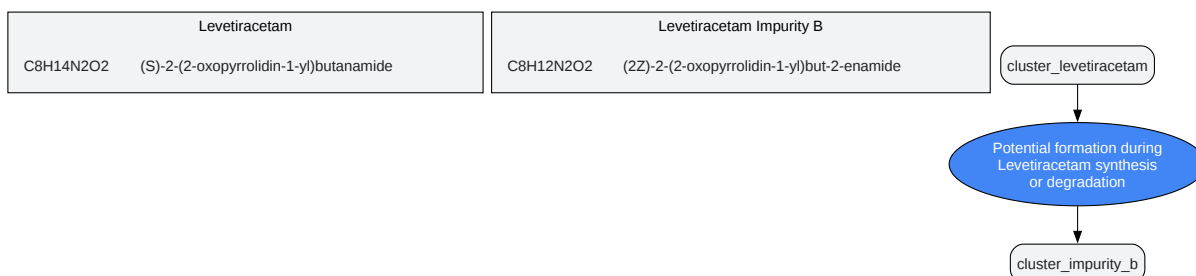 Levetiracetam
C8H14N2O2 (S)-2-(2-oxopyrrolidin-1-yl)butanamide
Levetiracetam Impurity B
C8H12N2O2 (2Z)-2-(2-oxopyrrolidin-1-yl)but-2-enamide
cluster_levetiracetam
Potential formation during
Levetiracetam synthesis
or degradation
cluster_impurity_b